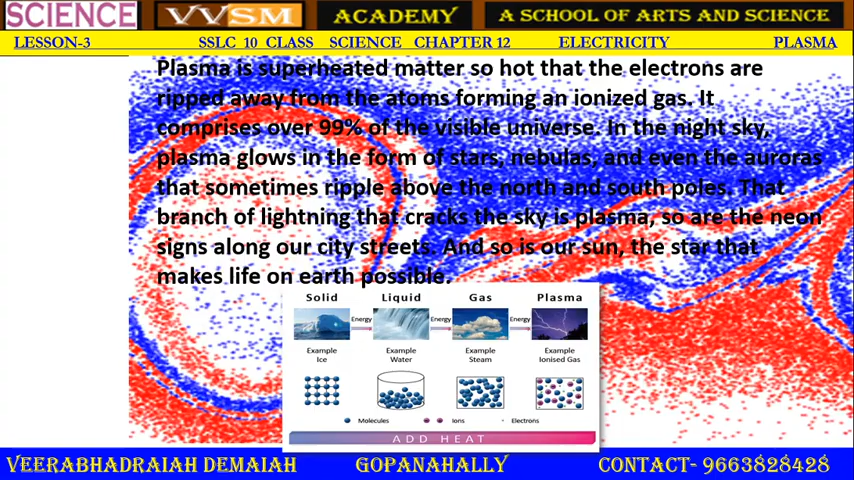 SCIENCE VVSM ACADEMY A SCHOOL OF ARTS AND SCIENCE
LESSON-3 SSLC 10 CLASS SCIENCE CHAPTER 12 ELECTRICITY PLASMA
Plasma is superheated matter so hot that the electrons are
ripped away from the atoms forming an ionized gas. It
comprises over 99% of the visible universe. In the night sky,
plasma glows in the form of stars, nebulas, and even the auroras
that sometimes ripple above the north and south poles. That
branch of lightning that cracks the sky is plasma, so are the neon
signs along our city streets. And so is our sun, the star that
makes life on earth possible.
Solid Liquid Gas Plasma
Energy Energy Energy
Example Example Example Example
Ice Water Steam Ionised Gas
Molecules Ions Electrons
ADD HEAT
VEERABHADRAIAH DEMAIAH GOPANAHALLY CONTACT- 9663828428